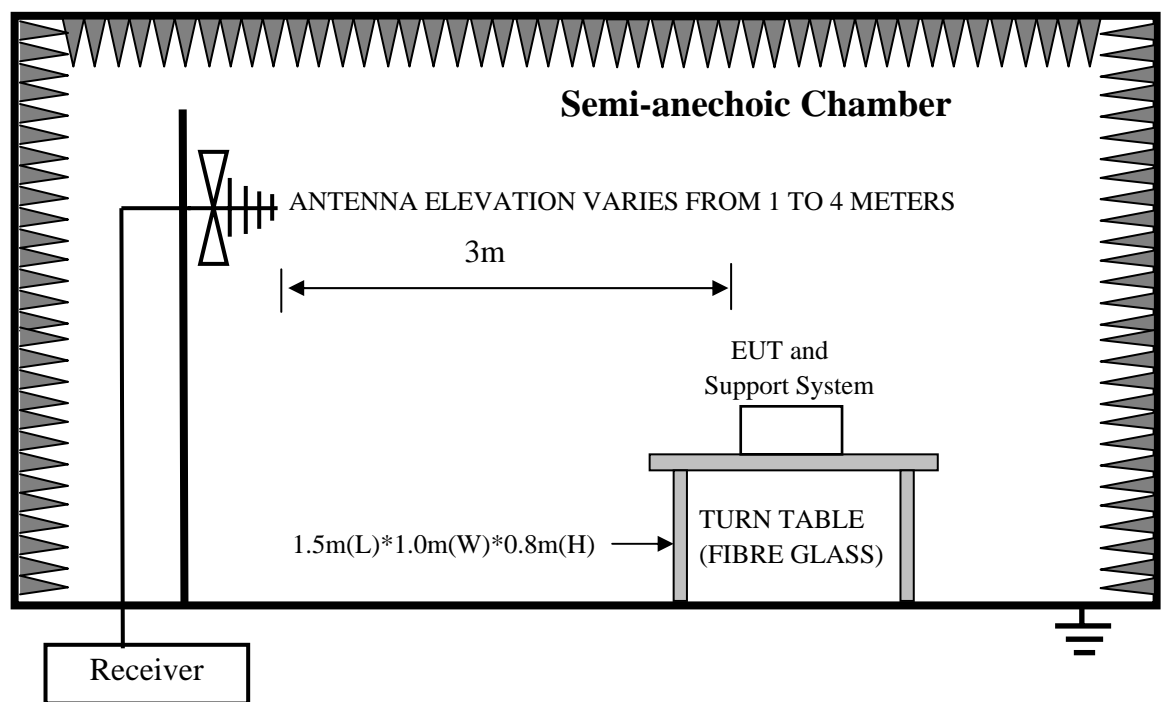 Semi-anechoic Chamber
ANTENNA ELEVATION VARIES FROM 1 TO 4 METERS
3m
EUT and
Support System
1.5m(L)*1.0m(W)*0.8m(H)
TURN TABLE
(FIBRE GLASS)
Receiver